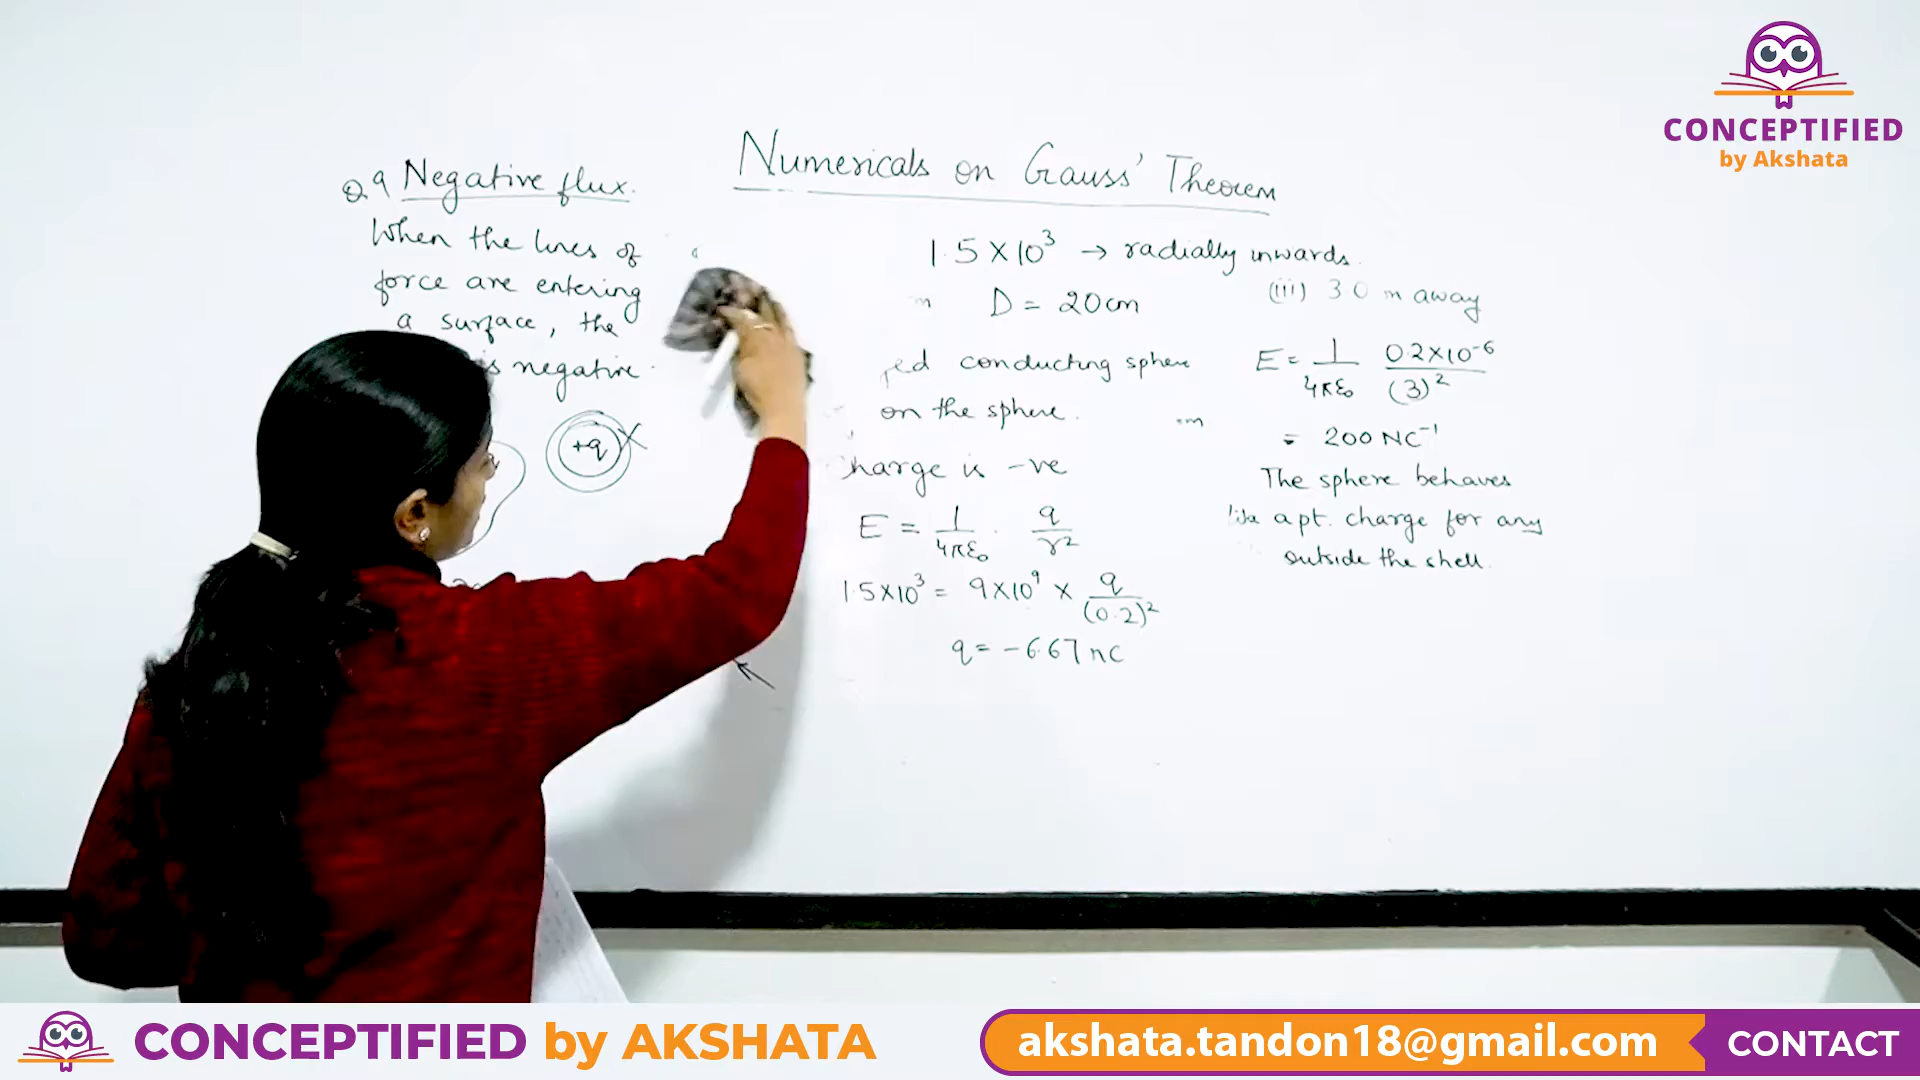 CONCEPTIFIED
by Akshata
Numericals on Gauss' Theorem
Q 9 Negative flux.
When the lines of
force are entering
a surface, the
is negative.
+q
1.5×10³ → radially inwards.
D = 20cm
conducting sphere
on the sphere.
charge is -ve
E = 1/4πε₀ . q/r²
1.5×10³ = 9×10⁹ × q/(0.2)²
q = -6.67 nC
(iii) 3.0 m away
E = 1/4πε₀ 0.2×10⁻⁶/(3)²
= 200 NC⁻¹
The sphere behaves
like a pt. charge for any
outside the shell.
CONCEPTIFIED by AKSHATA
akshata.tandon18@gmail.com
CONTACT